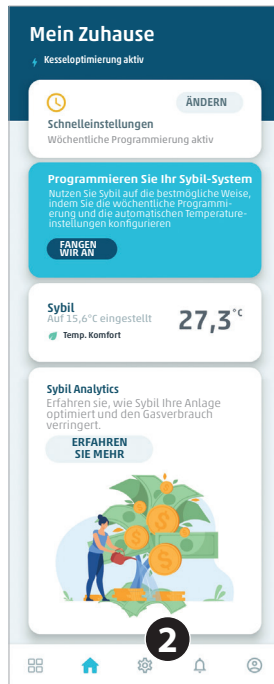 Mein Zuhause
Kesseloptimierung aktiv
ÄNDERN
Schnelleinstellungen
Wöchentliche Programmierung aktiv
Programmieren Sie Ihr Sybil-System
Nutzen Sie Sybil auf die bestmögliche Weise,
indem Sie die wöchentliche Programmi-
erung und die automatischen Temperature-
instellungen konfigurieren
FANGEN
WIR AN
Sybil
Auf 15,6°C eingestellt
27,3°C
Temp. Komfort
Sybil Analytics
Erfahren sie, wie Sybil Ihre Anlage
optimiert und den Gasverbrauch
verringert.
ERFAHREN
SIE MEHR
$
$
$
$
2